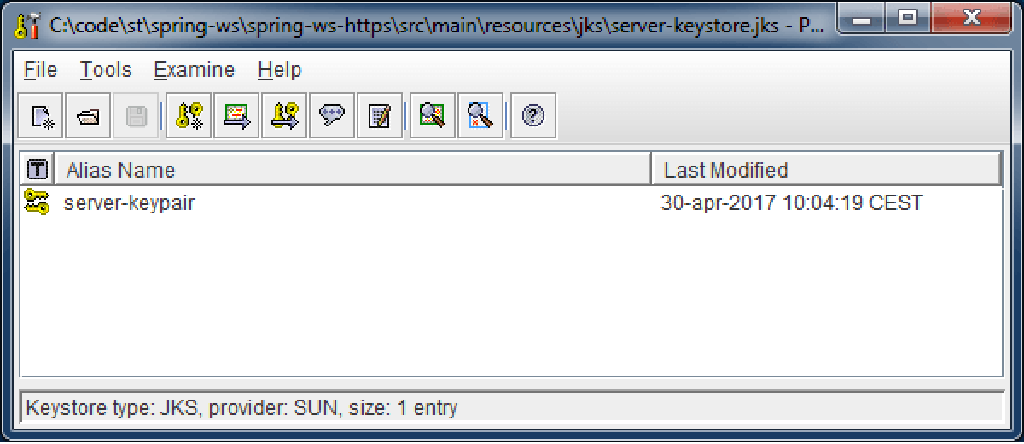 C:\code\st\spring-ws\spring-ws-https\src\main\resources\jks\server-keystore.jks - P...
File Tools Examine Help
T Alias Name Last Modified
server-keypair 30-apr-2017 10:04:19 CEST
Keystore type: JKS, provider: SUN, size: 1 entry